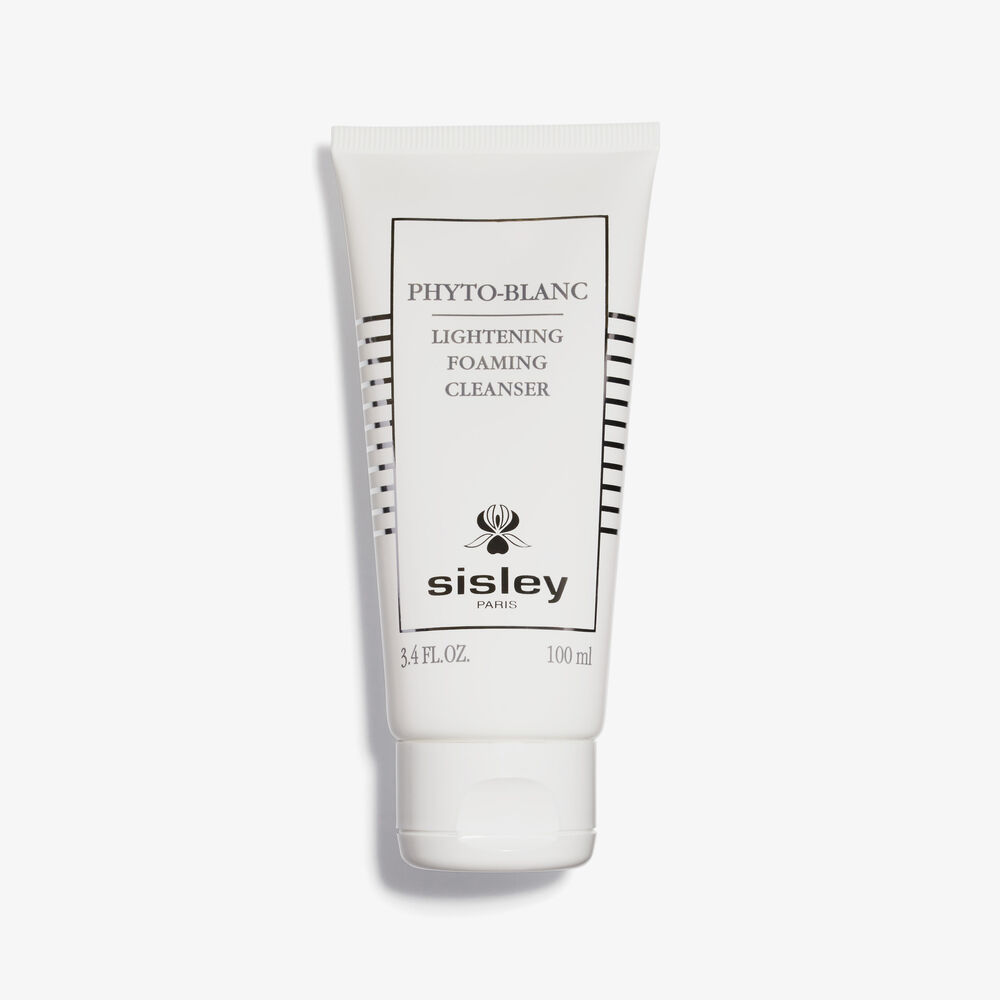 PHYTO-BLANC
LIGHTENING
FOAMING
CLEANSER
sisley
PARIS
3.4 FL.OZ. 100 ml